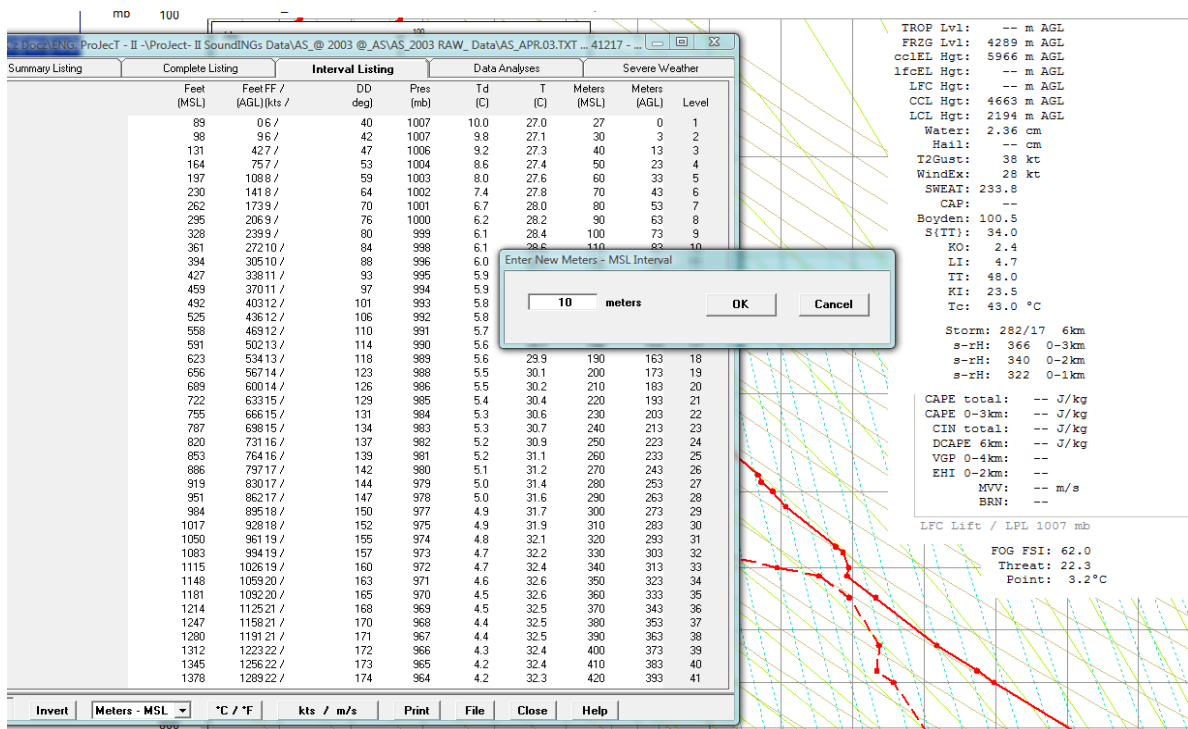 mb 100
TROP Lvl: -- m AGL
FRZG Lvl: 4289 m AGL
cclEL Hgt: 5966 m AGL
lfcEL Hgt: -- m AGL
LFC Hgt: -- m AGL
CCL Hgt: 4663 m AGL
LCL Hgt: 2194 m AGL
Water: 2.36 cm
Hail: -- cm
T2Gust: 38 kt
WindEx: 28 kt
SWEAT: 233.8
CAP: --
Boyden: 100.5
S{TT}: 34.0
KO: 2.4
LI: 4.7
TT: 48.0
KI: 23.5
Tc: 43.0 °C
Storm: 282/17 6km
s-rH: 366 0-3km
s-rH: 340 0-2km
s-rH: 322 0-1km
CAPE total: -- J/kg
CAPE 0-3km: -- J/kg
CIN total: -- J/kg
DCAPE 6km: -- J/kg
VGP 0-4km: --
EHI 0-2km: --
MVV: -- m/s
BRN: --
LFC Lift / LPL 1007 mb
FOG FSI: 62.0
Threat: 22.3
Point: 3.2°C
Docz\ENG. ProJecT - II -\ProJect- II SoundINGs Data\AS_@ 2003 @_AS\AS_2003 RAW_ Data\AS_APR.03.TXT ... 41217 - ...
Summary Listing Complete Listing Interval Listing Data Analyses Severe Weather
Feet Feet FF / DD Pres Td T Meters Meters
(MSL) (AGL) (kts / deg) (mb) (C) (C) (MSL) (AGL) Level
89 0 6 / 40 1007 10.0 27.0 27 0 1
98 9 6 / 42 1007 9.8 27.1 30 3 2
131 42 7 / 47 1006 9.2 27.3 40 13 3
164 75 7 / 53 1004 8.6 27.4 50 23 4
197 108 8 / 59 1003 8.0 27.6 60 33 5
230 141 8 / 64 1002 7.4 27.8 70 43 6
262 173 9 / 70 1001 6.7 28.0 80 53 7
295 206 9 / 76 1000 6.2 28.2 90 63 8
328 239 9 / 80 999 6.1 28.4 100 73 9
361 272 10 / 84 998 6.1 28.6 110 83 10
394 305 10 / 88 996 6.0
427 338 11 / 93 995 5.9
459 370 11 / 97 994 5.9
492 403 12 / 101 993 5.8
525 436 12 / 106 992 5.8
558 469 12 / 110 991 5.7
591 502 13 / 114 990 5.6
623 534 13 / 118 989 5.6 29.9 190 163 18
656 567 14 / 123 988 5.5 30.1 200 173 19
689 600 14 / 126 986 5.5 30.2 210 183 20
722 633 15 / 129 985 5.4 30.4 220 193 21
755 666 15 / 131 984 5.3 30.6 230 203 22
787 698 15 / 134 983 5.3 30.7 240 213 23
820 731 16 / 137 982 5.2 30.9 250 223 24
853 764 16 / 139 981 5.2 31.1 260 233 25
886 797 17 / 142 980 5.1 31.2 270 243 26
919 830 17 / 144 979 5.0 31.4 280 253 27
951 862 17 / 147 978 5.0 31.6 290 263 28
984 895 18 / 150 977 4.9 31.7 300 273 29
1017 928 18 / 152 975 4.9 31.9 310 283 30
1050 961 19 / 155 974 4.8 32.1 320 293 31
1083 994 19 / 157 973 4.7 32.2 330 303 32
1115 1026 19 / 160 972 4.7 32.4 340 313 33
1148 1059 20 / 163 971 4.6 32.6 350 323 34
1181 1092 20 / 165 970 4.5 32.6 360 333 35
1214 1125 21 / 168 969 4.5 32.5 370 343 36
1247 1158 21 / 170 968 4.4 32.5 380 353 37
1280 1191 21 / 171 967 4.4 32.5 390 363 38
1312 1223 22 / 172 966 4.3 32.4 400 373 39
1345 1256 22 / 173 965 4.2 32.4 410 383 40
1378 1289 22 / 174 964 4.2 32.3 420 393 41
Enter New Meters - MSL Interval
10 meters OK Cancel
Invert Meters - MSL °C / °F kts / m/s Print File Close Help